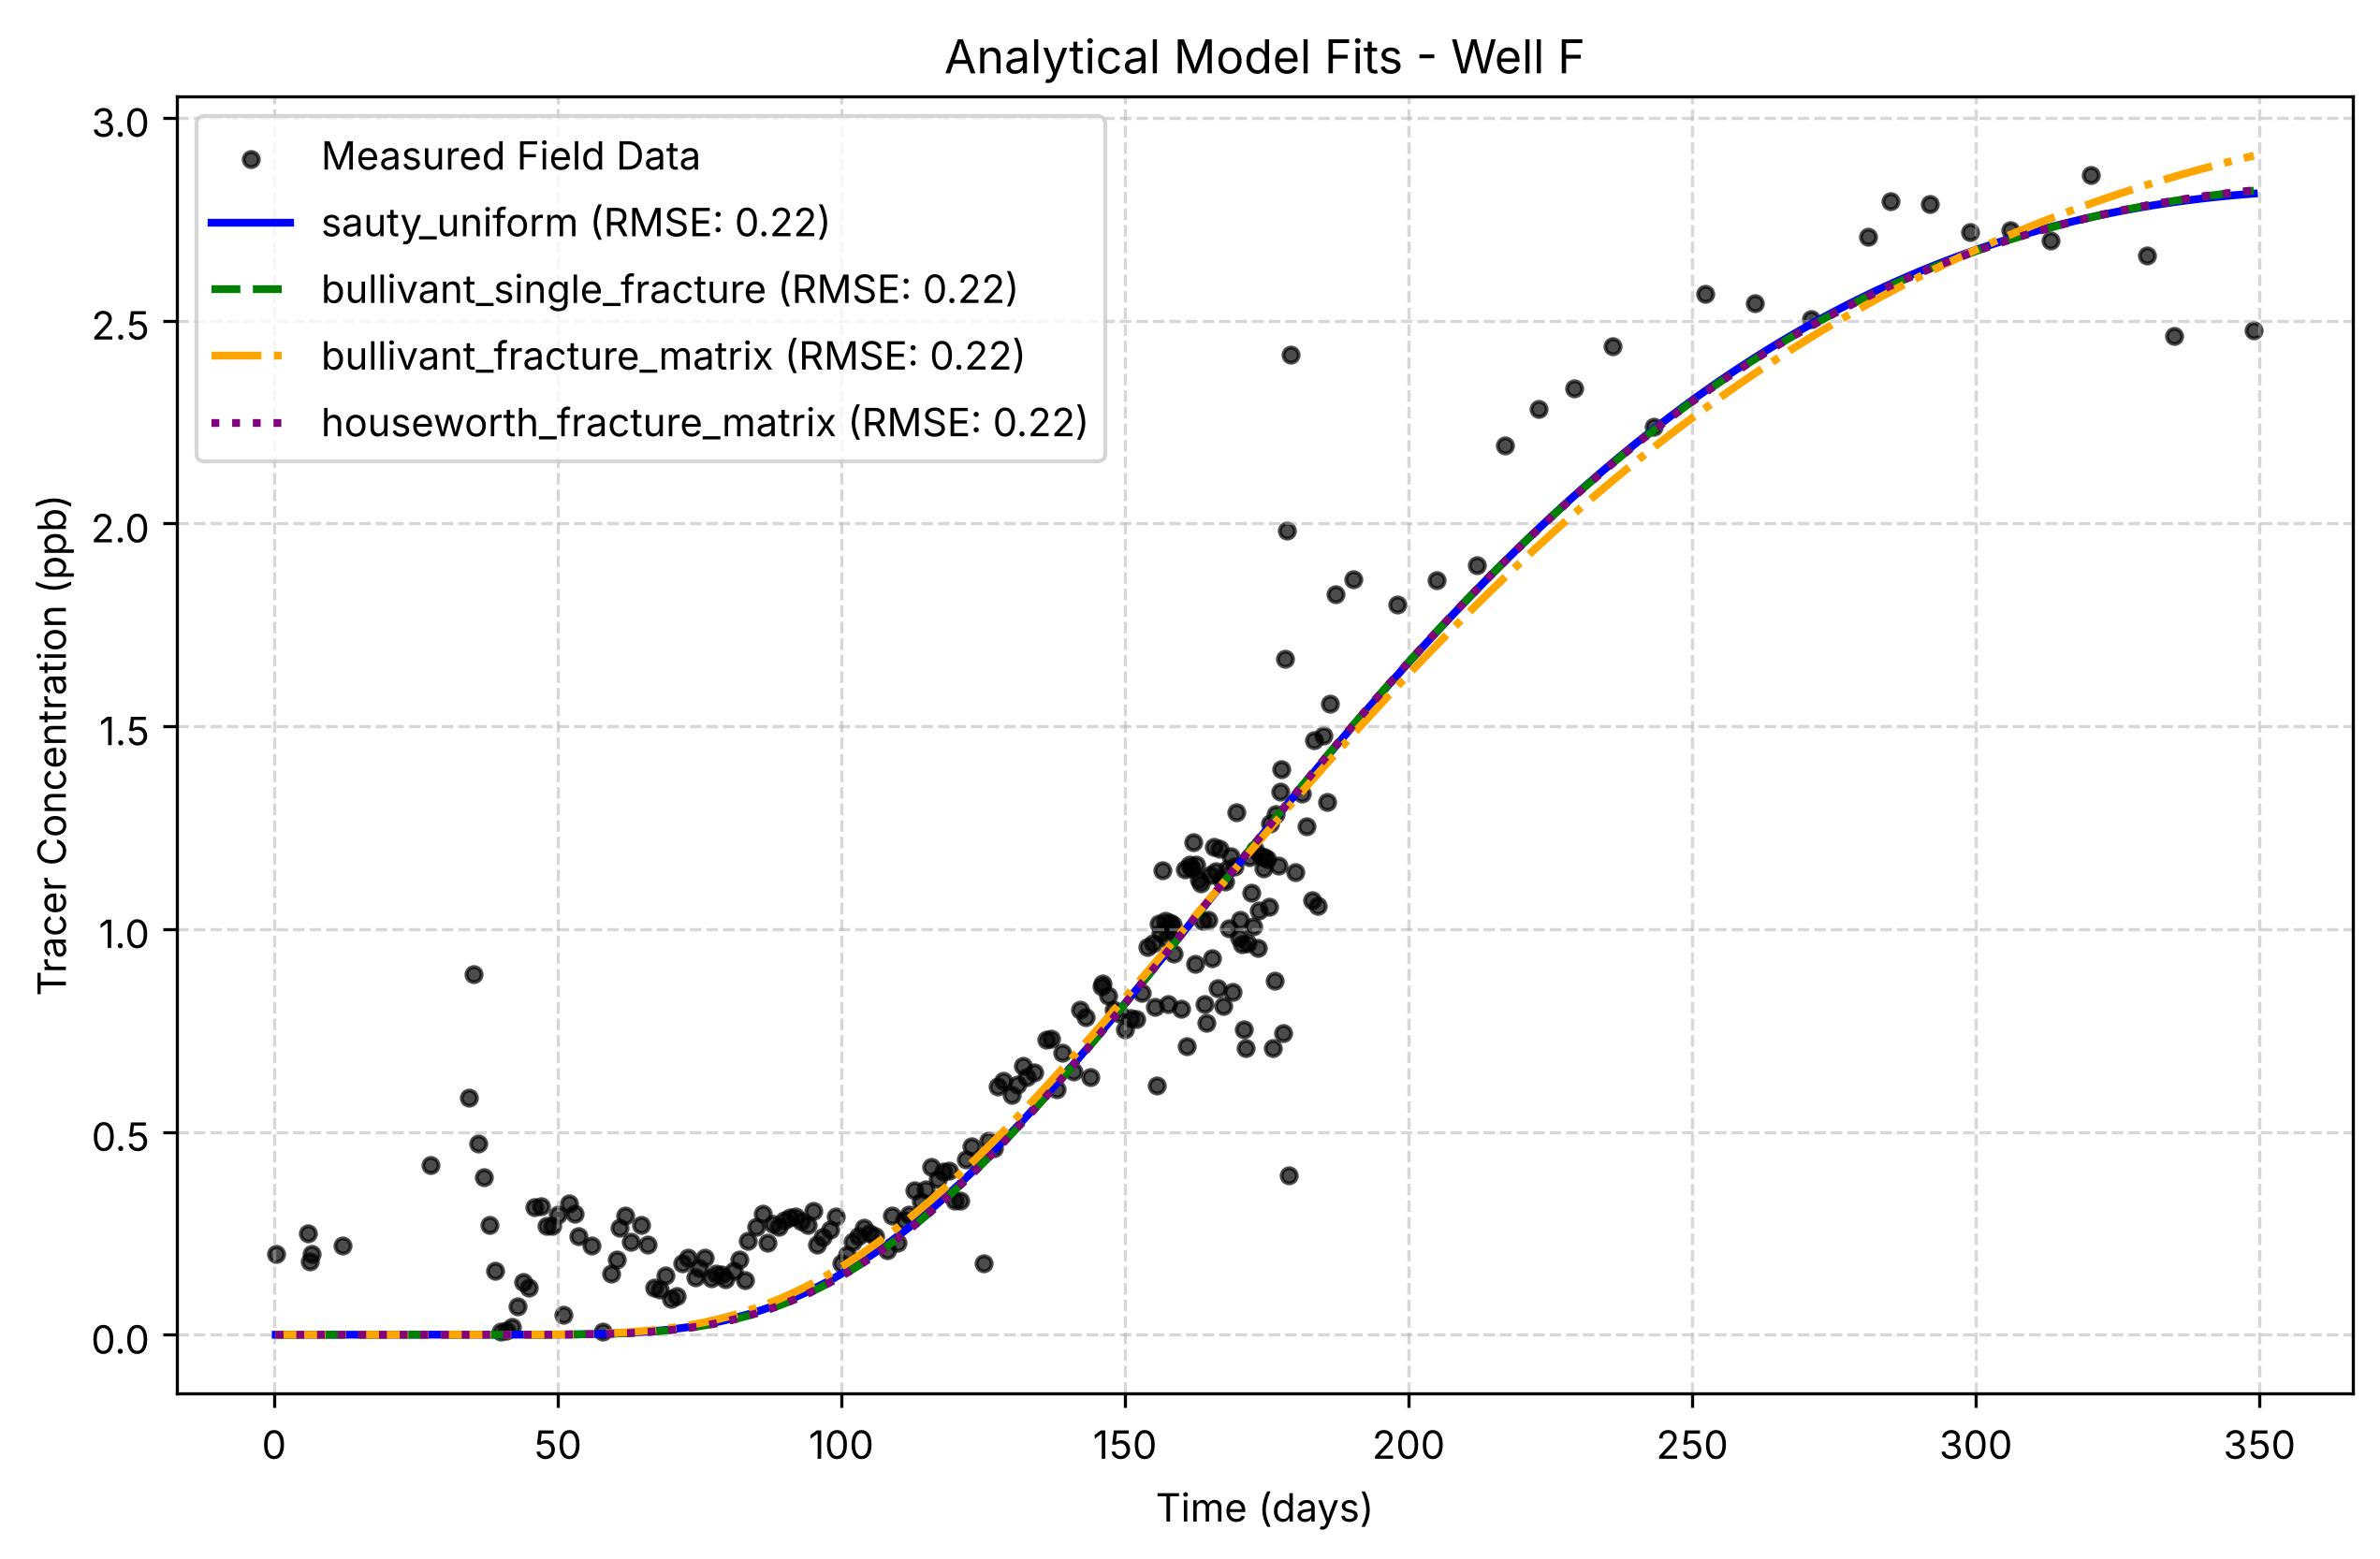 Analytical Model Fits - Well F
Measured Field Data
sauty_uniform (RMSE: 0.22)
bullivant_single_fracture (RMSE: 0.22)
bullivant_fracture_matrix (RMSE: 0.22)
houseworth_fracture_matrix (RMSE: 0.22)
Tracer Concentration (ppb)
3.0
2.5
2.0
1.5
1.0
0.5
0.0
0 50 100 150 200 250 300 350
Time (days)